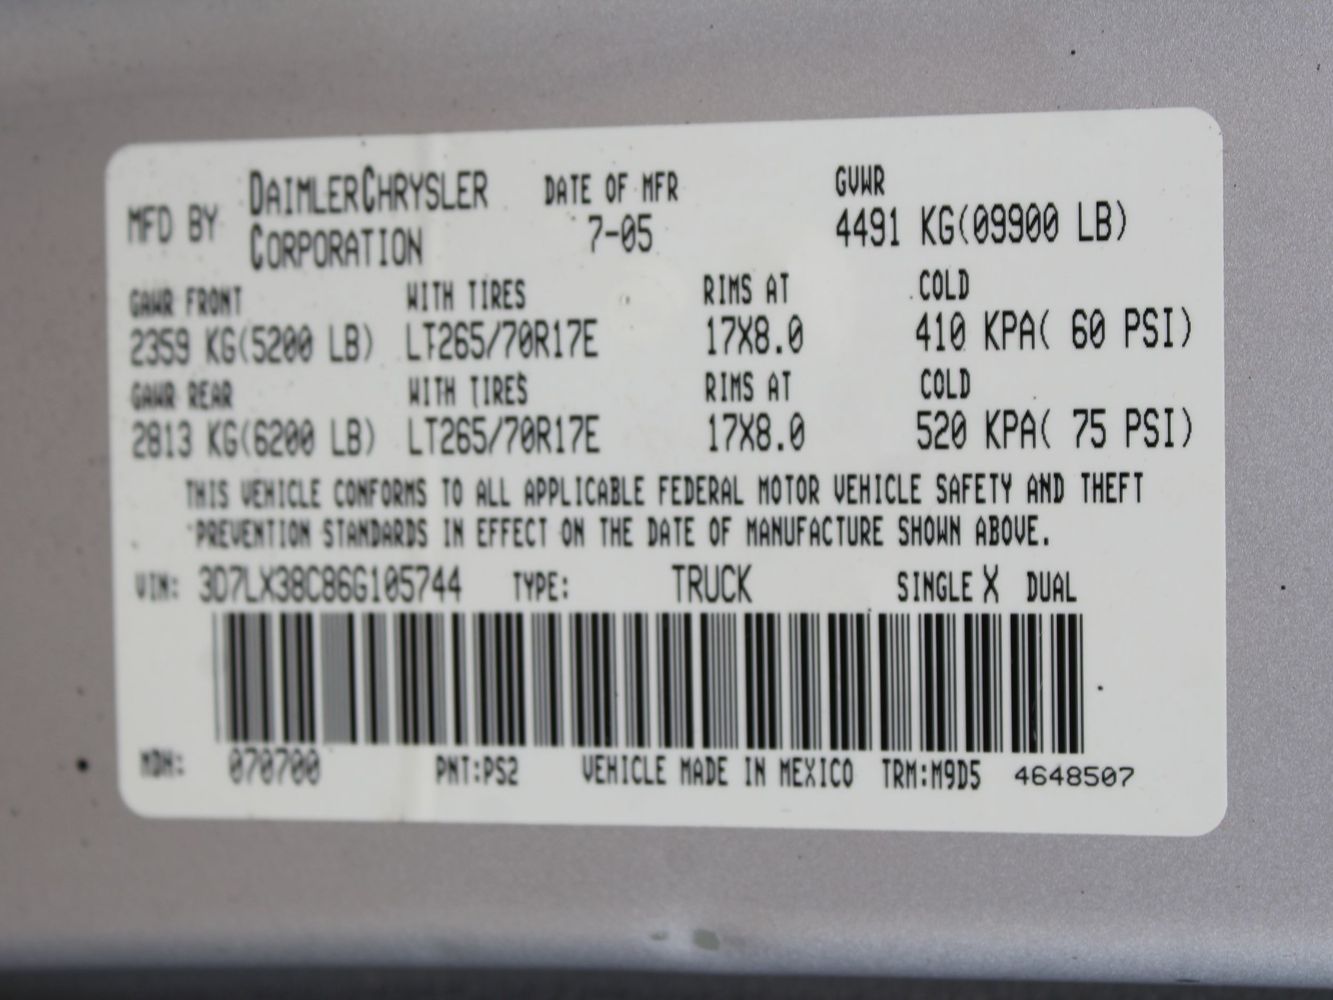 MFD BY DAIMLERCHRYSLER CORPORATION DATE OF MFR 7-05 GVWR 4491 KG(09900 LB)
GAWR FRONT WITH TIRES RIMS AT COLD
2359 KG(5200 LB) LT265/70R17E 17X8.0 410 KPA( 60 PSI)
GAWR REAR WITH TIRES RIMS AT COLD
2813 KG(6200 LB) LT265/70R17E 17X8.0 520 KPA( 75 PSI)
THIS VEHICLE CONFORMS TO ALL APPLICABLE FEDERAL MOTOR VEHICLE SAFETY AND THEFT
PREVENTION STANDARDS IN EFFECT ON THE DATE OF MANUFACTURE SHOWN ABOVE.
VIN: 3D7LX38C86G105744 TYPE: TRUCK SINGLE X DUAL
MDH: 070700 PNT:PS2 VEHICLE MADE IN MEXICO TRM:M9D5 4648507